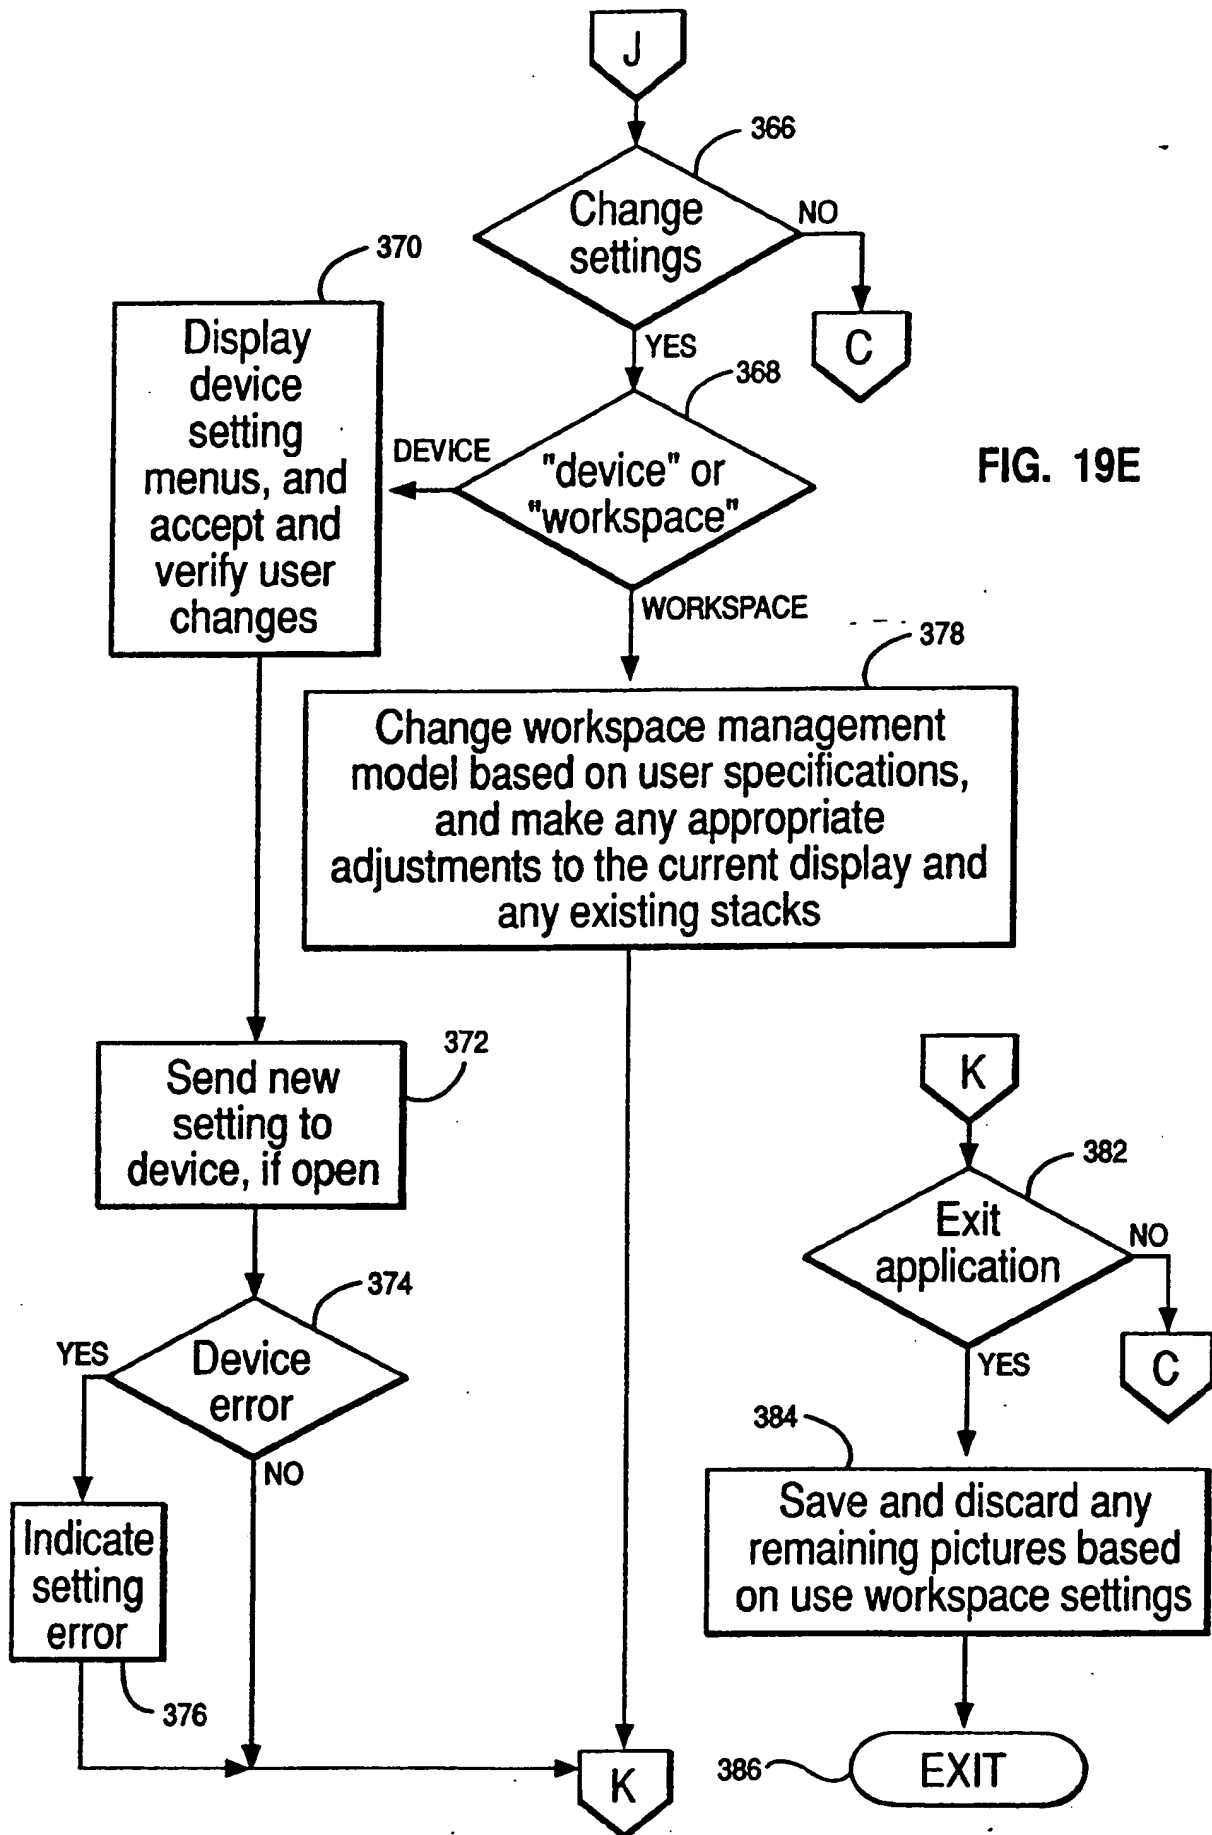 J
366
Change
settings
NO
C
YES
370
Display
device
setting
menus, and
accept and
verify user
changes
368
DEVICE
"device" or
"workspace"
FIG. 19E
WORKSPACE
378
Change workspace management
model based on user specifications,
and make any appropriate
adjustments to the current display and
any existing stacks
372
Send new
setting to
device, if open
374
YES
Device
error
NO
Indicate
setting
error
376
K
K
382
Exit
application
NO
C
YES
384
Save and discard any
remaining pictures based
on use workspace settings
386
EXIT